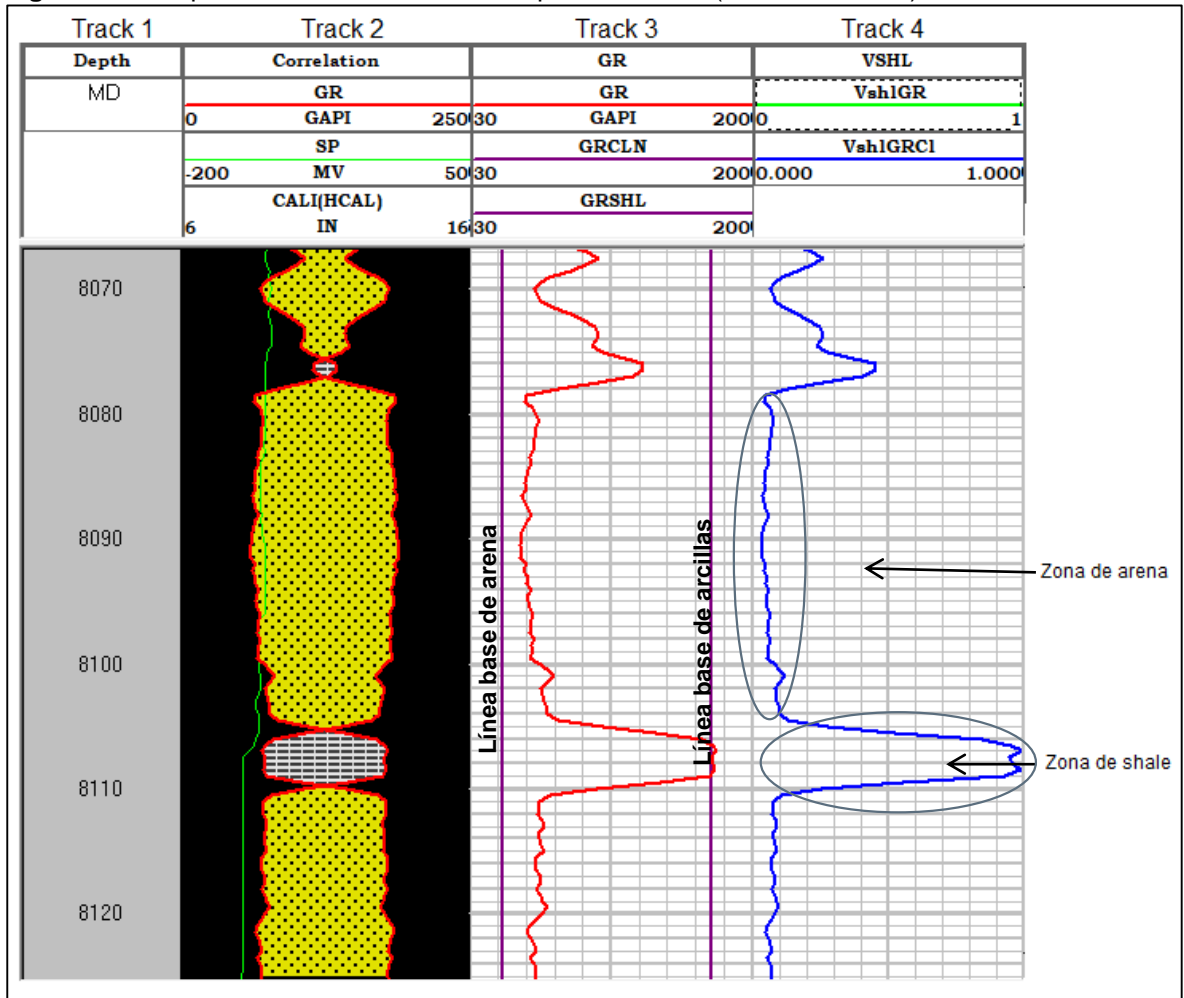 Track 1 Track 2 Track 3 Track 4
Depth Correlation GR VSHL
MD GR GR VshlGR
0 GAPI 250 30 GAPI 200 0 1
SP GRCLN VshlGRCl
-200 MV 50 30 200 0.000 1.000
CALI(HCAL) GRSHL
6 IN 16 30 200
8070
8080
8090
8100
8110
8120
Línea base de arena
Línea base de arcillas
Zona de arena
Zona de shale